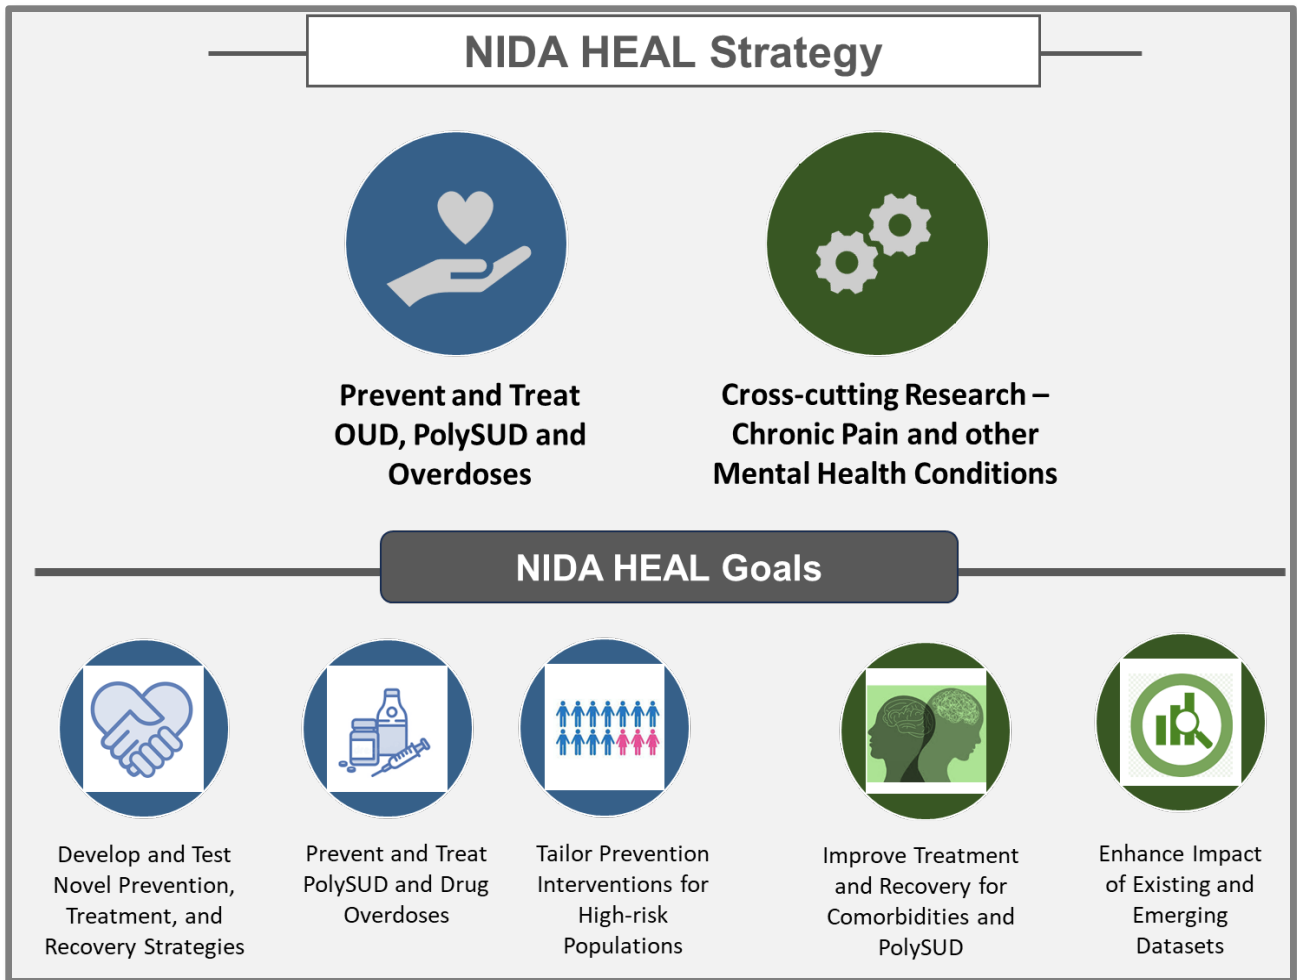 NIDA HEAL Strategy
Prevent and Treat
OUD, PolySUD and
Overdoses
Cross-cutting Research –
Chronic Pain and other
Mental Health Conditions
NIDA HEAL Goals
Develop and Test
Novel Prevention,
Treatment, and
Recovery Strategies
Prevent and Treat
PolySUD and Drug
Overdoses
Tailor Prevention
Interventions for
High-risk
Populations
Improve Treatment
and Recovery for
Comorbidities and
PolySUD
Enhance Impact
of Existing and
Emerging
Datasets